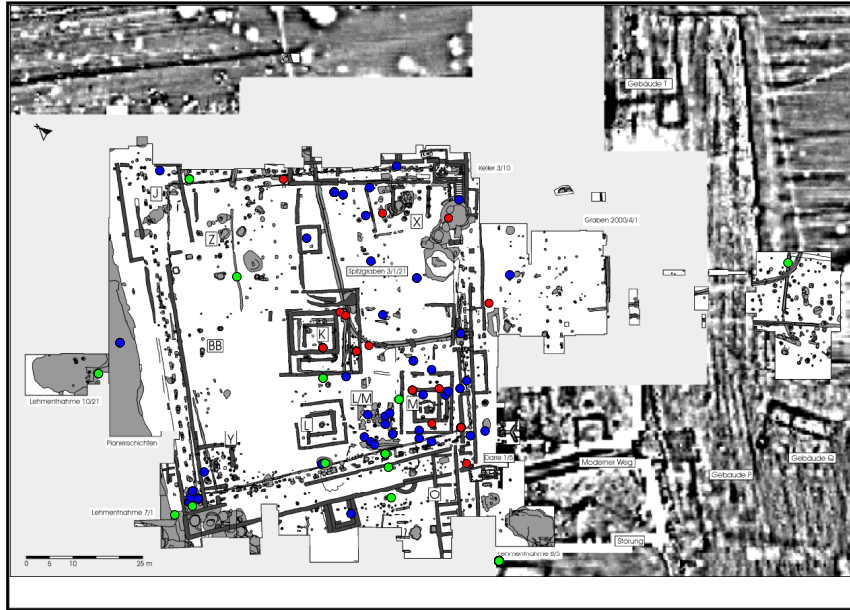 Gebäude T
Keller 3/10
J
Z
X
Graben 2000/4/1
Spitzgraben 3/1/21
K
BB
Lehmentnahme 10/21
L/M
M
L
Planierschichten
Y
Darre 1/5
Moderner Weg
Gebäude P
Gebäude Q
O
Lehmentnahme 7/1
Störung
Lehmentnahme 8/5
0 5 10 25 m